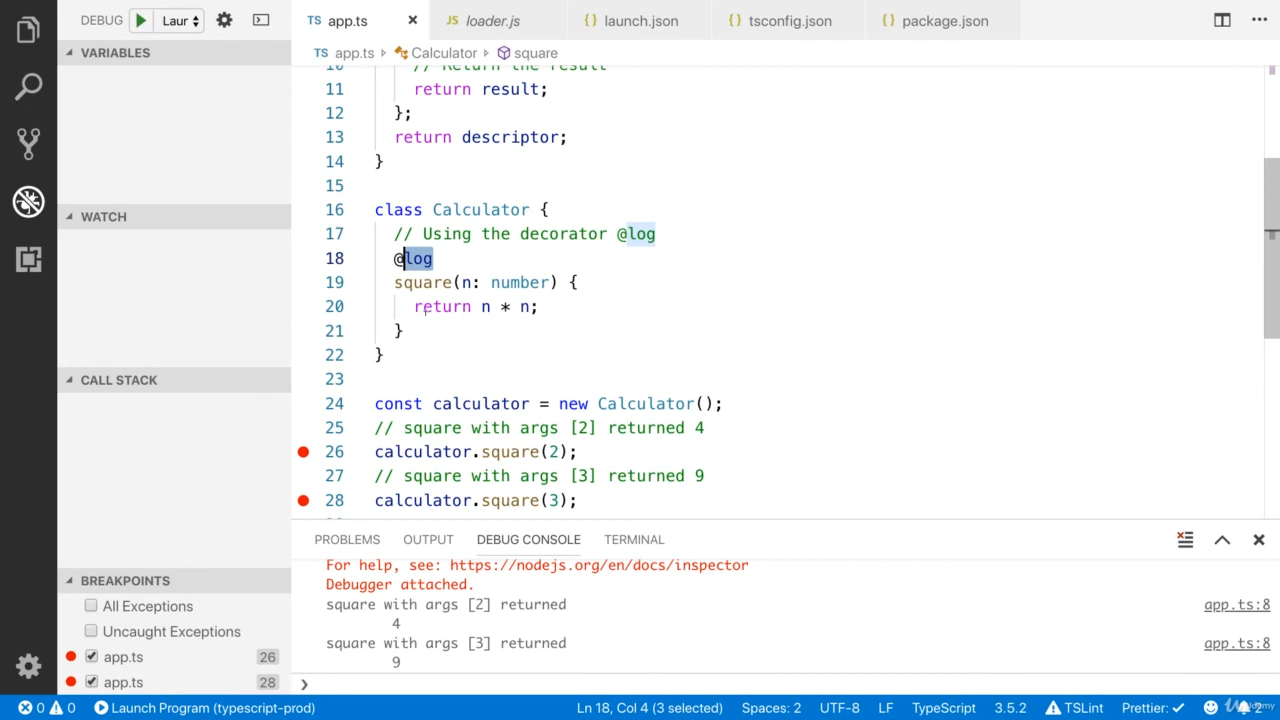 DEBUG Laur
TS app.ts
JS loader.js
{} launch.json
{} tsconfig.json
{} package.json
VARIABLES
WATCH
CALL STACK
BREAKPOINTS
All Exceptions
Uncaught Exceptions
app.ts 26
app.ts 28
TS app.ts Calculator square
10 // Return the result
11 return result;
12 };
13 return descriptor;
14 }
15
16 class Calculator {
17 // Using the decorator @log
18 @log
19 square(n: number) {
20 return n * n;
21 }
22 }
23
24 const calculator = new Calculator();
25 // square with args [2] returned 4
26 calculator.square(2);
27 // square with args [3] returned 9
28 calculator.square(3);
PROBLEMS OUTPUT DEBUG CONSOLE TERMINAL
For help, see: https://nodejs.org/en/docs/inspector
Debugger attached.
square with args [2] returned app.ts:8
4
square with args [3] returned app.ts:8
9
0 0 Launch Program (typescript-prod) Ln 18, Col 4 (3 selected) Spaces: 2 UTF-8 LF TypeScript 3.5.2 TSLint Prettier: 2
Udemy